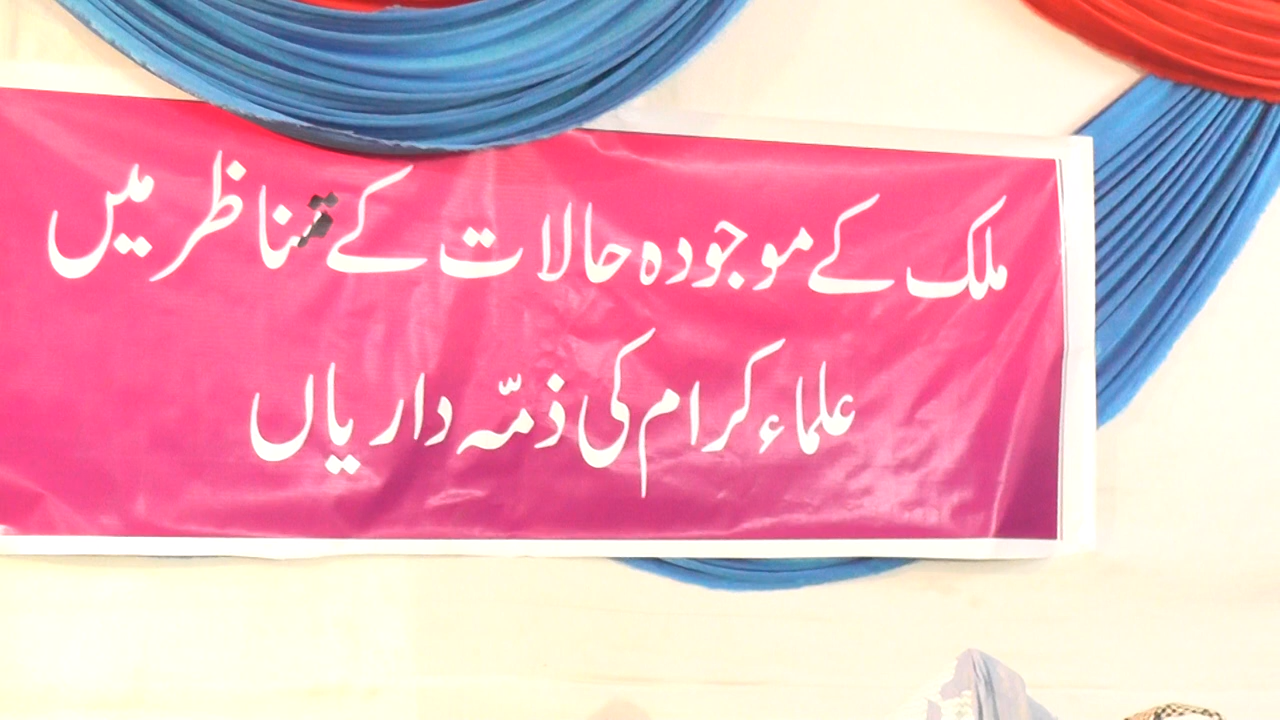 ملک کے موجودہ حالات کے تناظر میں
علماء کرام کی ذمّہ داریاں